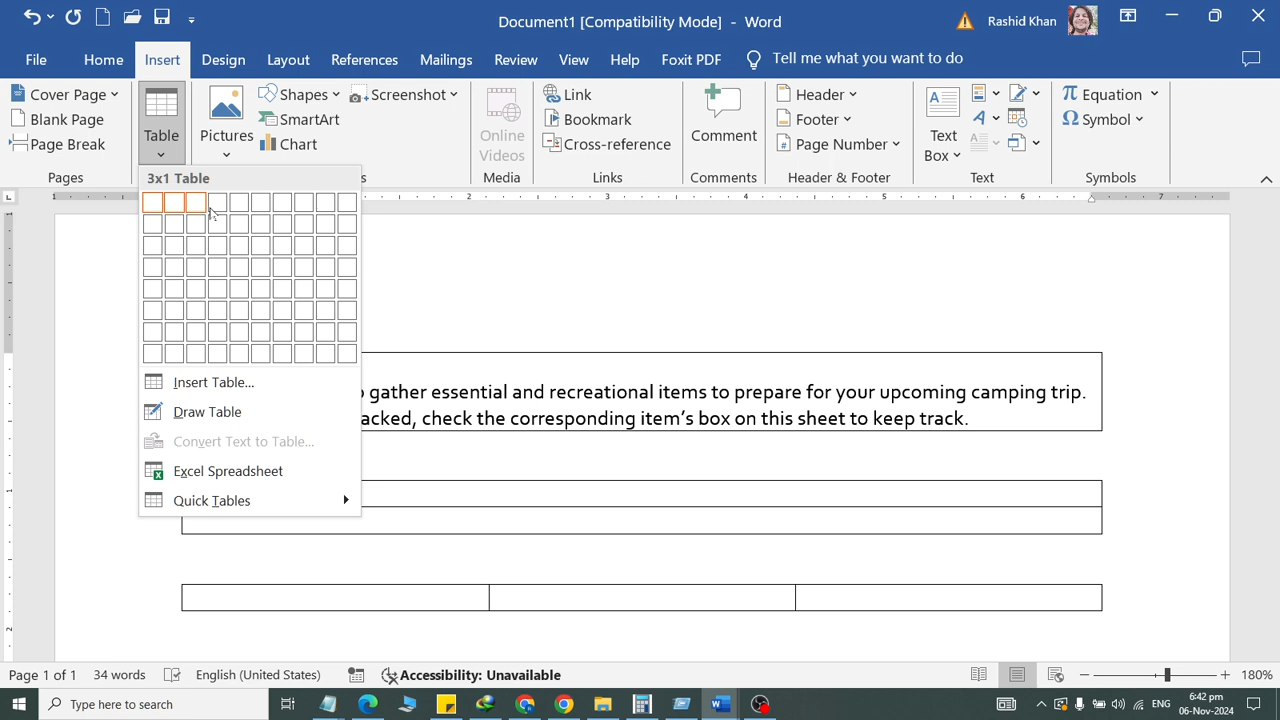 Document1 [Compatibility Mode] - Word
Rashid Khan
File Home Insert Design Layout References Mailings Review View Help Foxit PDF Tell me what you want to do
Cover Page
Blank Page
Page Break
Pages
Table
Pictures
Shapes
SmartArt
Chart
Screenshot
Online
Videos
Media
Link
Bookmark
Cross-reference
Links
Comment
Comments
Header
Footer
Page Number
Header & Footer
Text
Box
Text
Equation
Symbol
Symbols
3x1 Table
Insert Table...
Draw Table
Convert Text to Table...
Excel Spreadsheet
Quick Tables
gather essential and recreational items to prepare for your upcoming camping trip.
acked, check the corresponding item's box on this sheet to keep track.
Page 1 of 1 34 words English (United States) Accessibility: Unavailable 180%
Type here to search
ENG
6:42 pm
06-Nov-2024